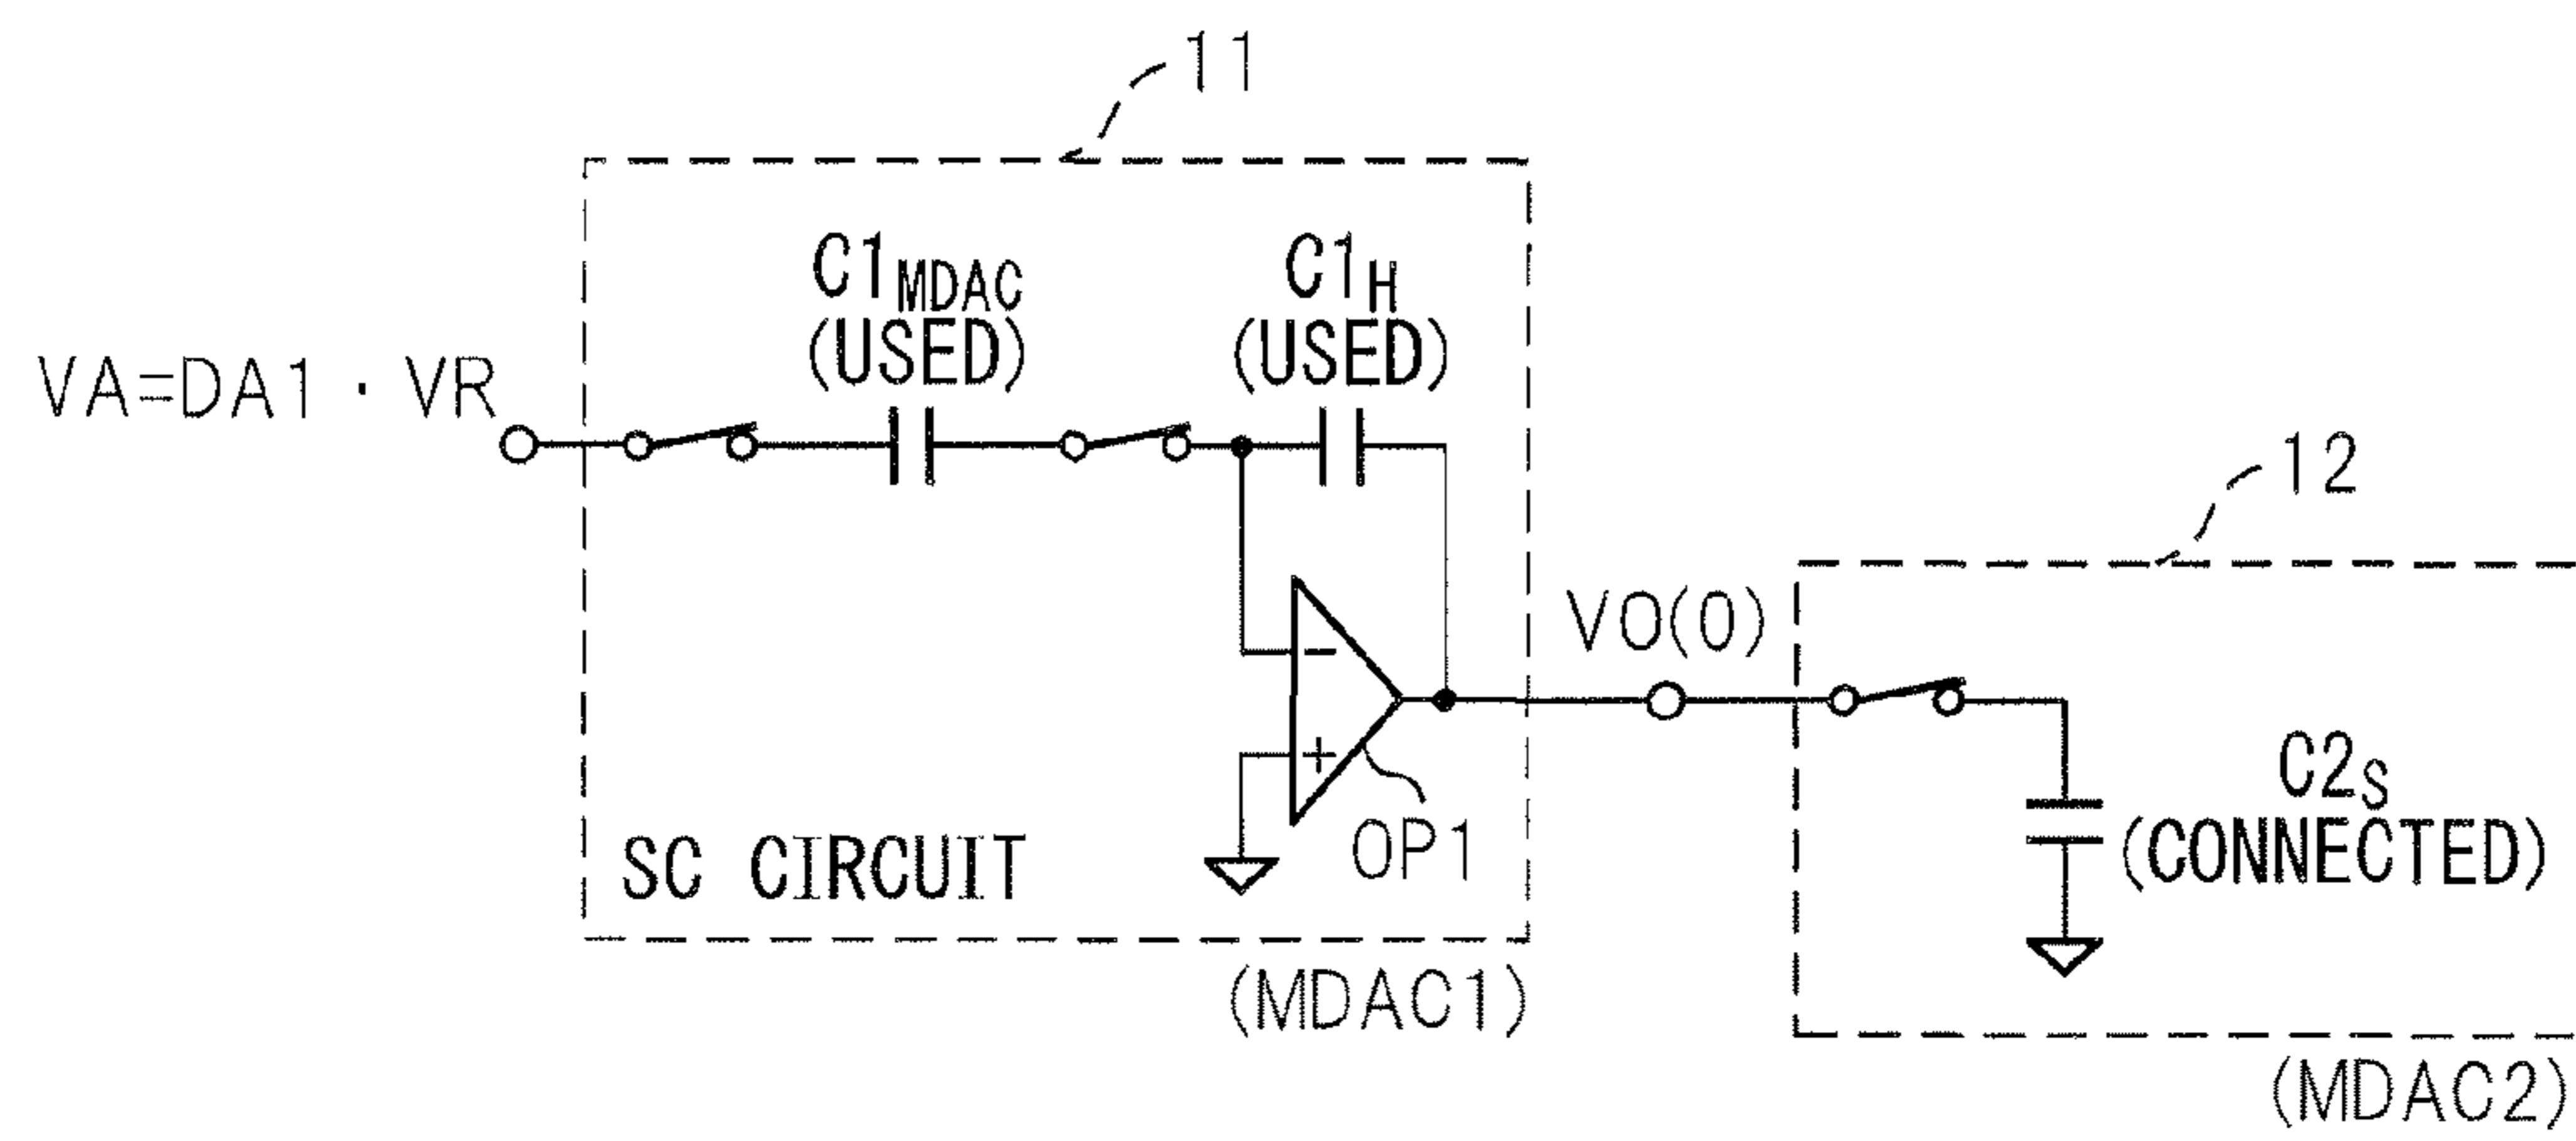 11
C1MDAC
(USED)
C1H
(USED)
VA=DA1・VR
12
VO(0)
−
+
OP1
C2S
(CONNECTED)
SC CIRCUIT
(MDAC1)
(MDAC2)